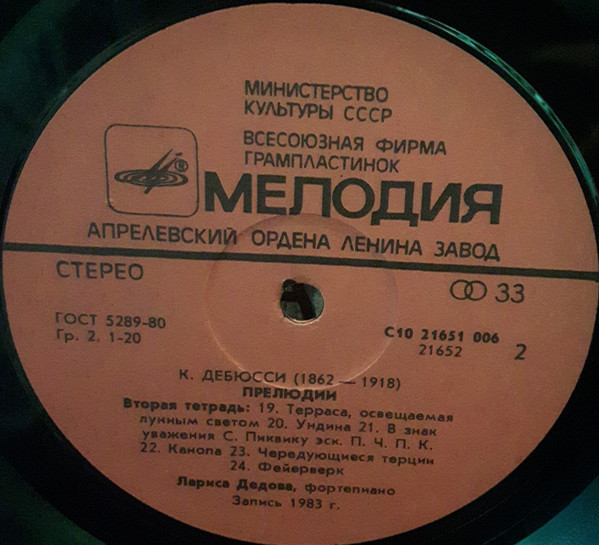 МИНИСТЕРСТВО
КУЛЬТУРЫ СССР
ВСЕСОЮЗНАЯ ФИРМА
ГРАМПЛАСТИНОК
®
МЕЛОДИЯ
АПРЕЛЕВСКИЙ ОРДЕНА ЛЕНИНА ЗАВОД
СТЕРЕО
33
ГОСТ 5289-80
Гр. 2. 1-20
С10 21651 006
21652
2
К. ДЕБЮССИ (1862 — 1918)
ПРЕЛЮДИИ
Вторая тетрадь: 19. Терраса, освещаемая
лунным светом 20. Ундина 21. В знак
уважения С. Пиквику эск. П. Ч. П. К.
22. Канопа 23. Чередующиеся терции
24. Фейерверк
Лариса Дедова, фортепиано
Запись 1983 г.